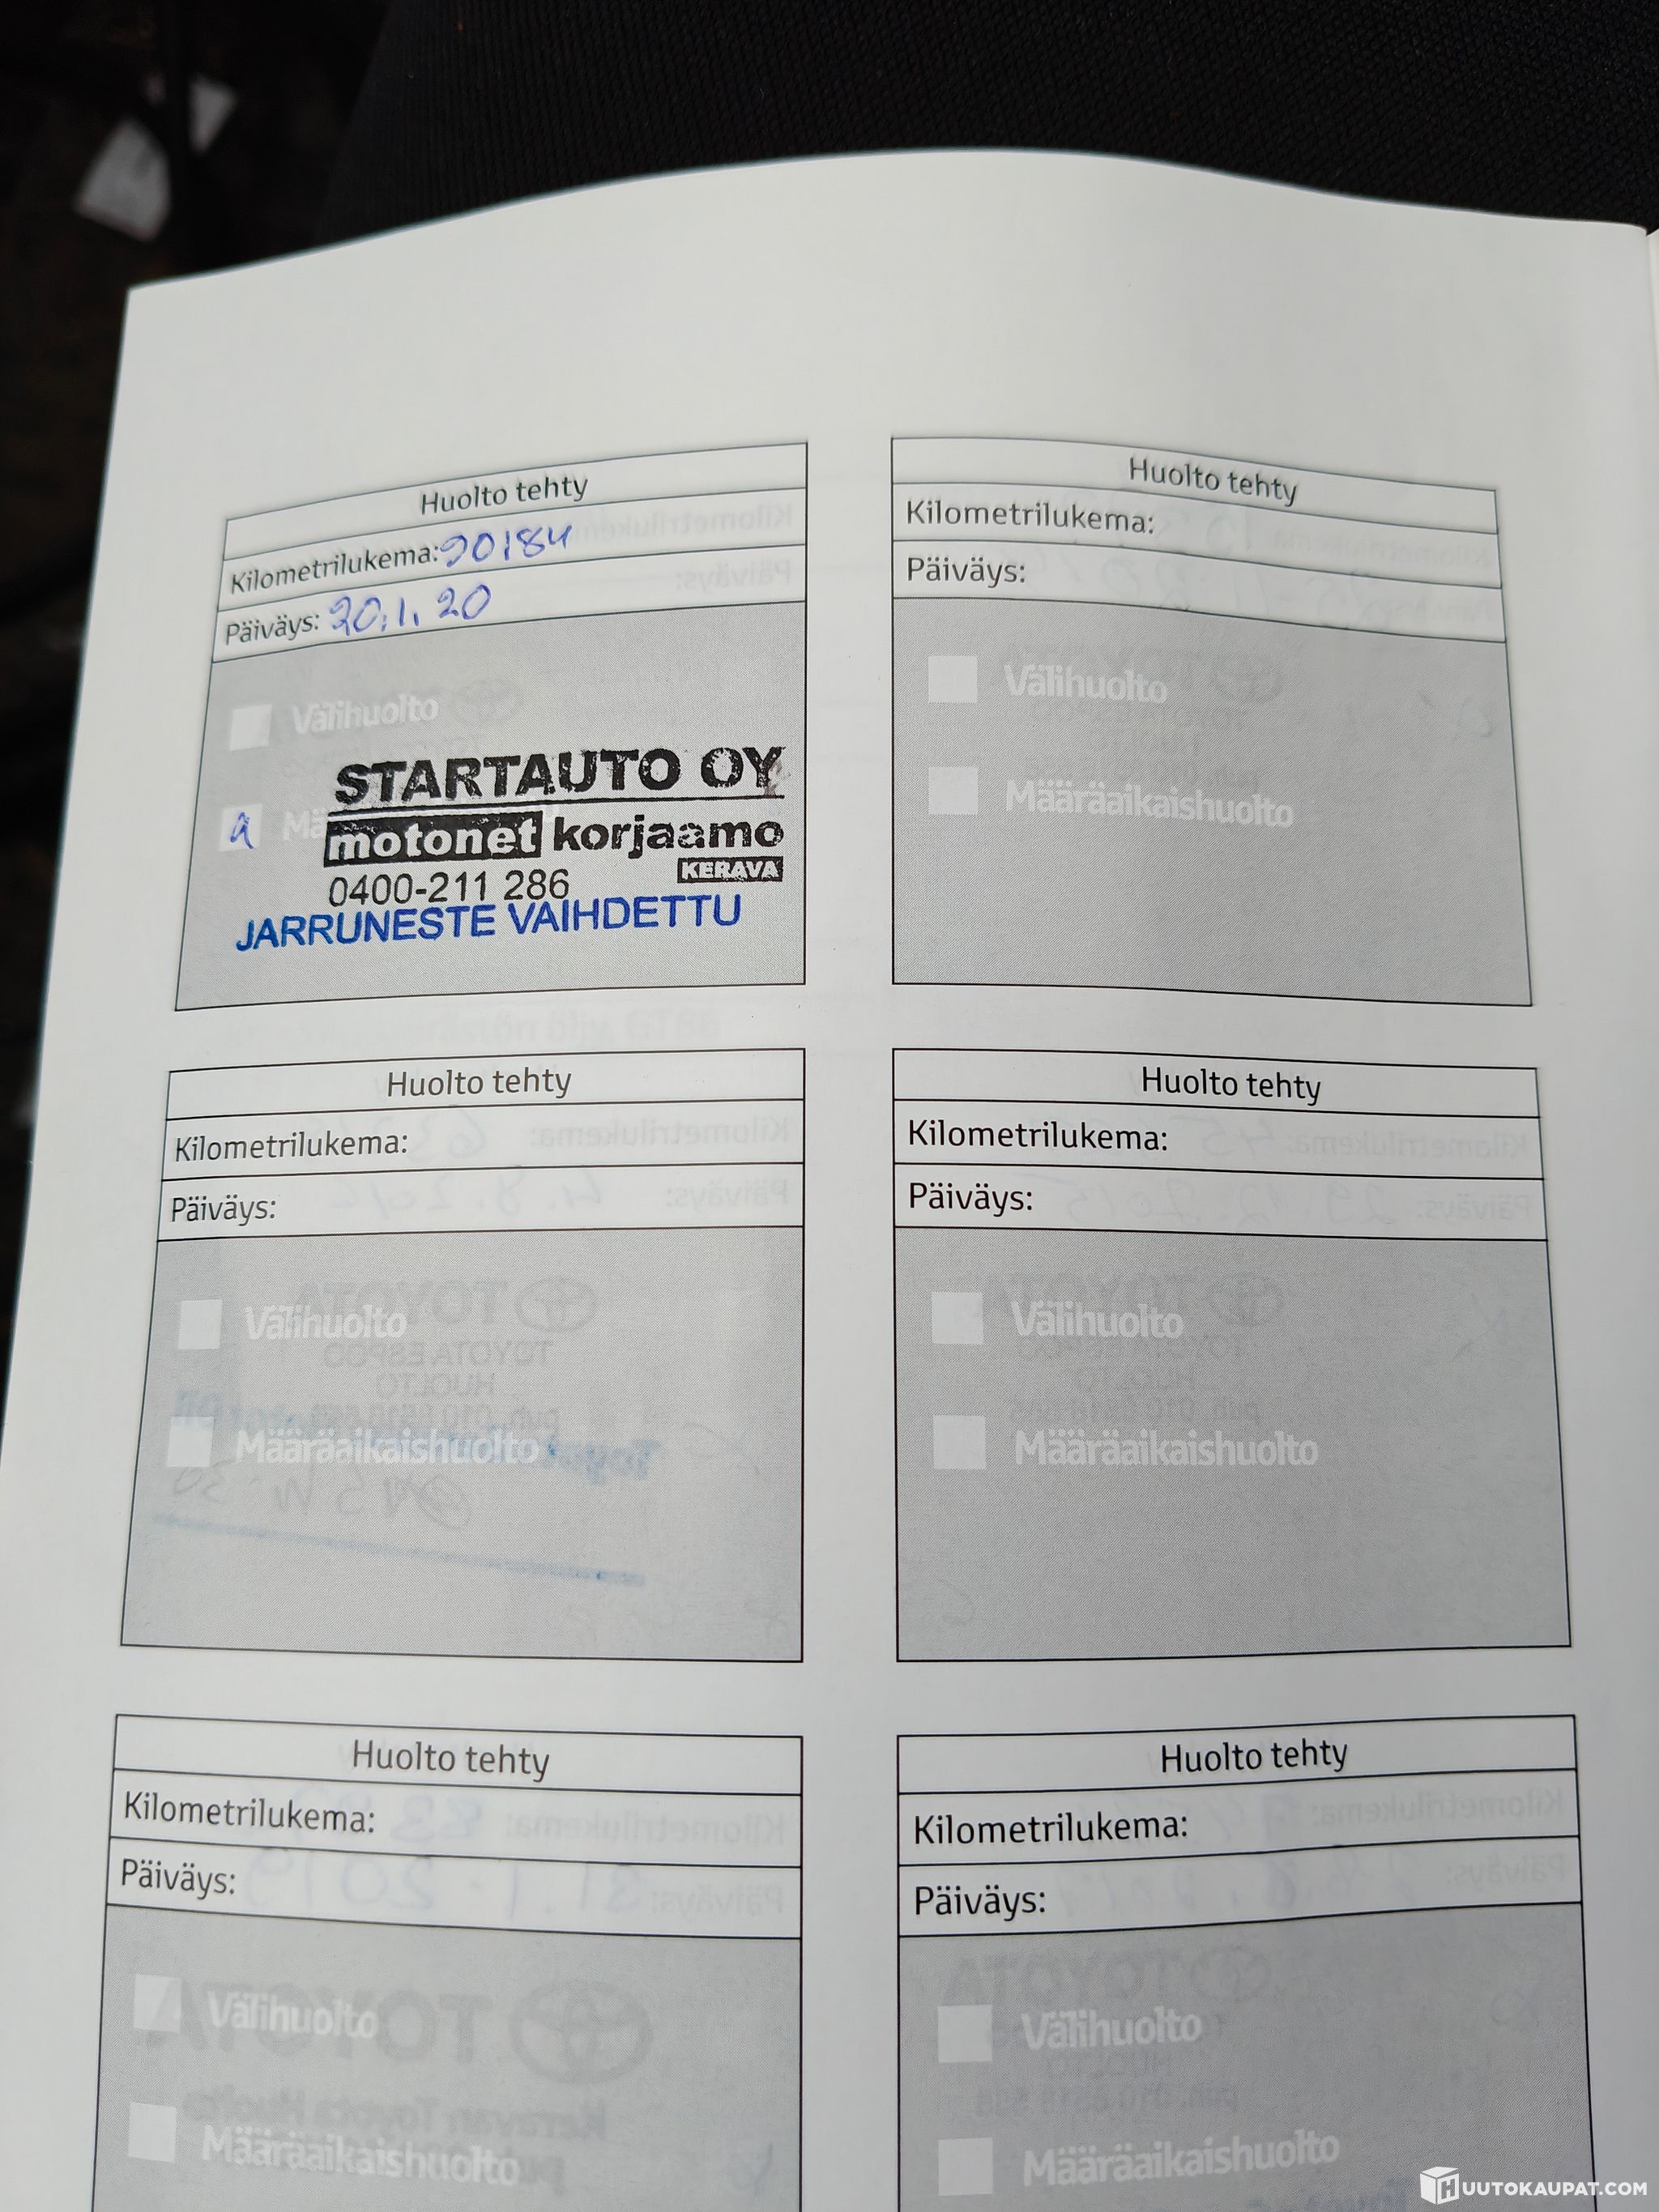 Huolto tehty
Kilometrilukema: 90184
Päiväys: 20.1.20
Välihuolto
STARTAUTO OY
motonet korjaamo
KERAVA
0400-211 286
JARRUNESTE VAIHDETTU
Huolto tehty
Kilometrilukema:
Päiväys:
Välihuolto
Määräaikaishuolto
Huolto tehty
Kilometrilukema:
Päiväys:
Välihuolto
Määräaikaishuolto
Huolto tehty
Kilometrilukema:
Päiväys:
Välihuolto
Määräaikaishuolto
Huolto tehty
Kilometrilukema:
Päiväys:
Välihuolto
Määräaikaishuolto
Huolto tehty
Kilometrilukema:
Päiväys:
Välihuolto
Määräaikaishuolto
HUUTOKAUPAT.COM